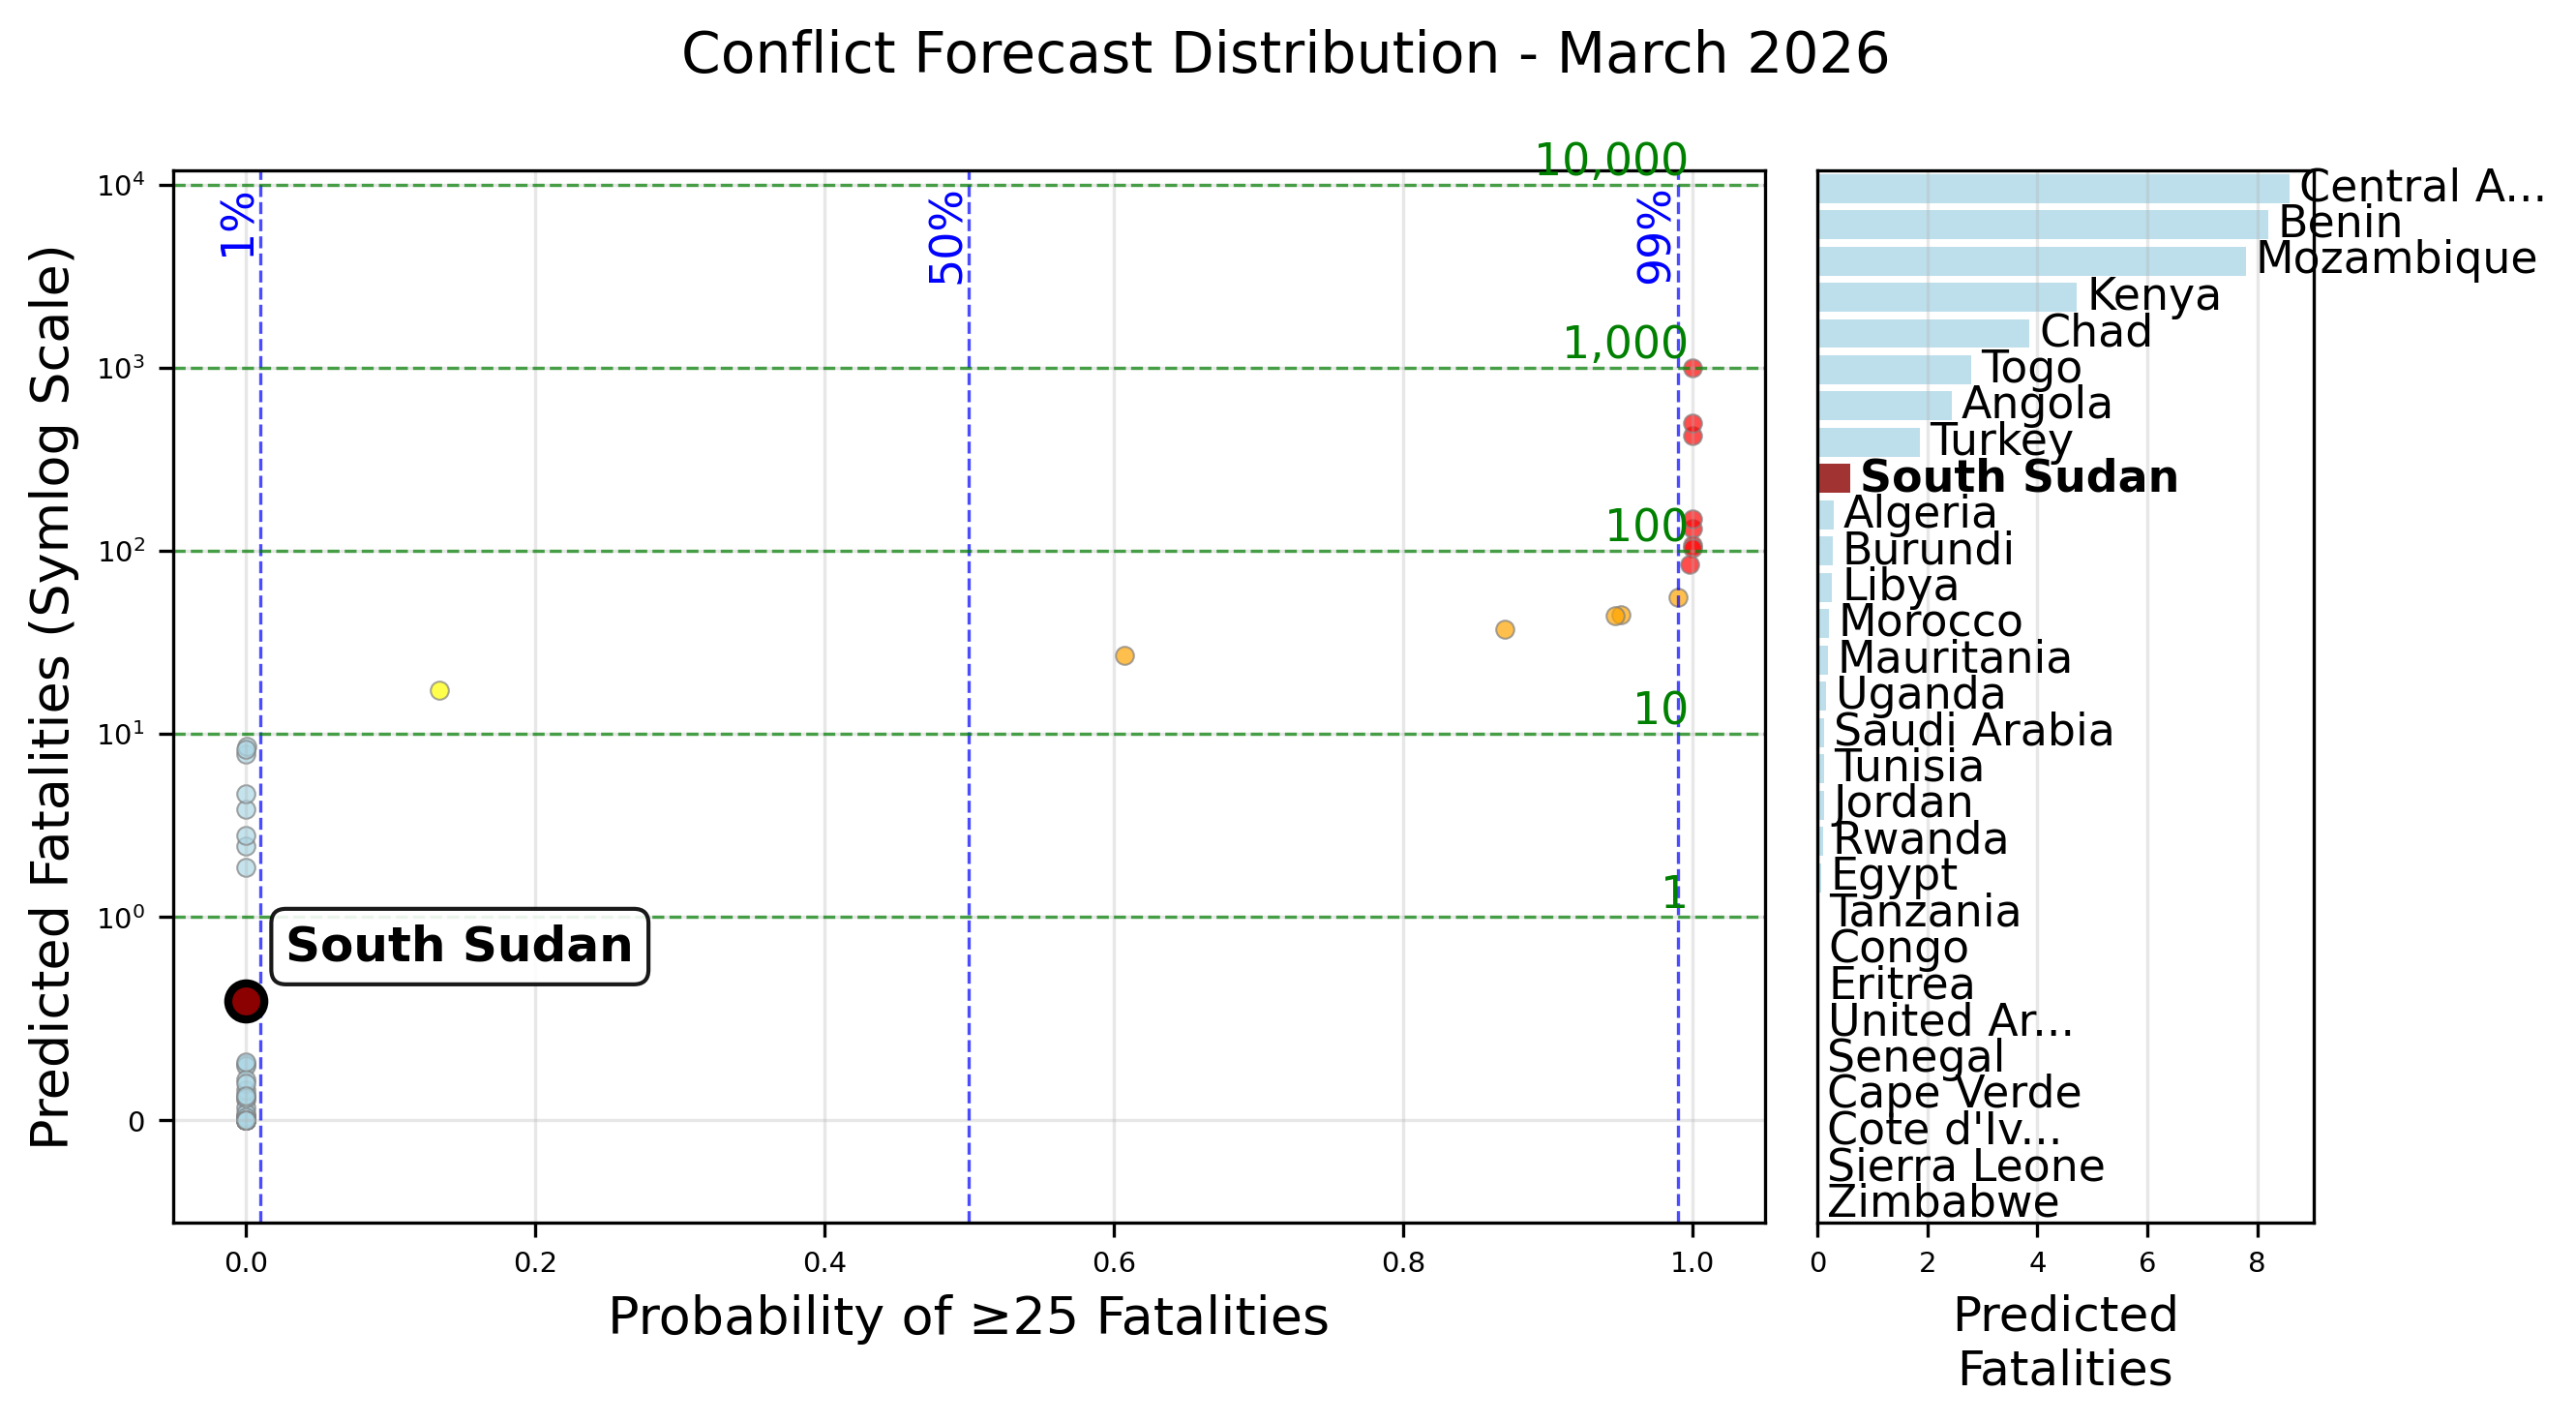 Conflict Forecast Distribution - March 2026
Predicted Fatalities (Symlog Scale)
10⁴
10³
10²
10¹
10⁰
0
1%
50%
99%
10,000
1,000
100
10
1
South Sudan
0.0
0.2
0.4
0.6
0.8
1.0
Probability of ≥25 Fatalities
Central A...
Benin
Mozambique
Kenya
Chad
Togo
Angola
Turkey
South Sudan
Algeria
Burundi
Libya
Morocco
Mauritania
Uganda
Saudi Arabia
Tunisia
Jordan
Rwanda
Egypt
Tanzania
Congo
Eritrea
United Ar...
Senegal
Cape Verde
Cote d'Iv...
Sierra Leone
Zimbabwe
0
2
4
6
8
Predicted
Fatalities